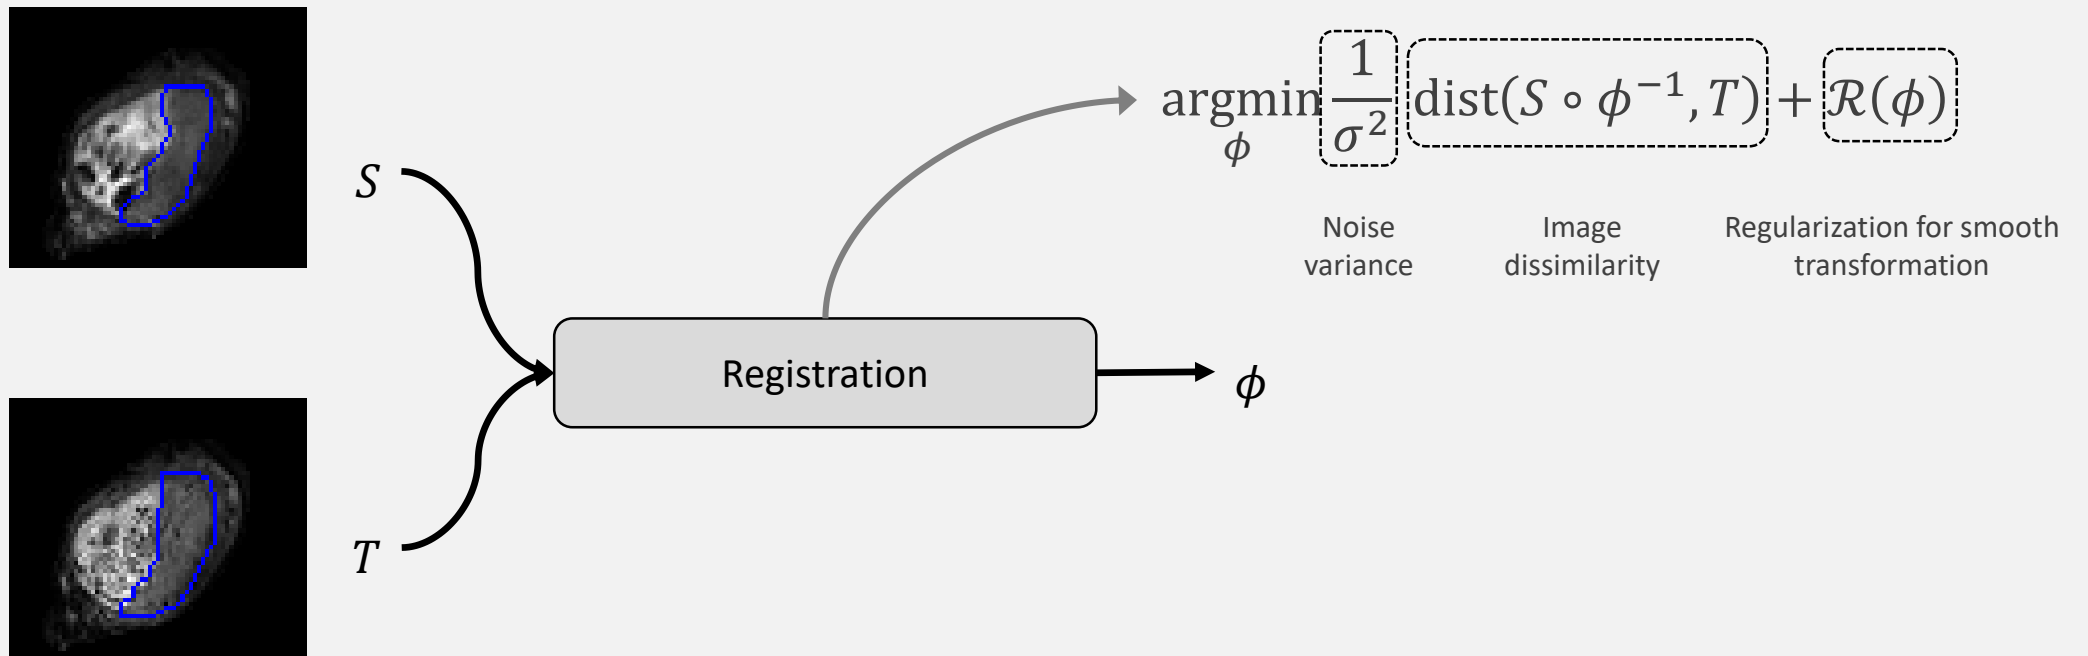 S
T
Registration
ϕ
argmin 1/σ² dist(S ∘ ϕ⁻¹, T) + ℛ(ϕ)
ϕ
Noise
variance
Image
dissimilarity
Regularization for smooth
transformation